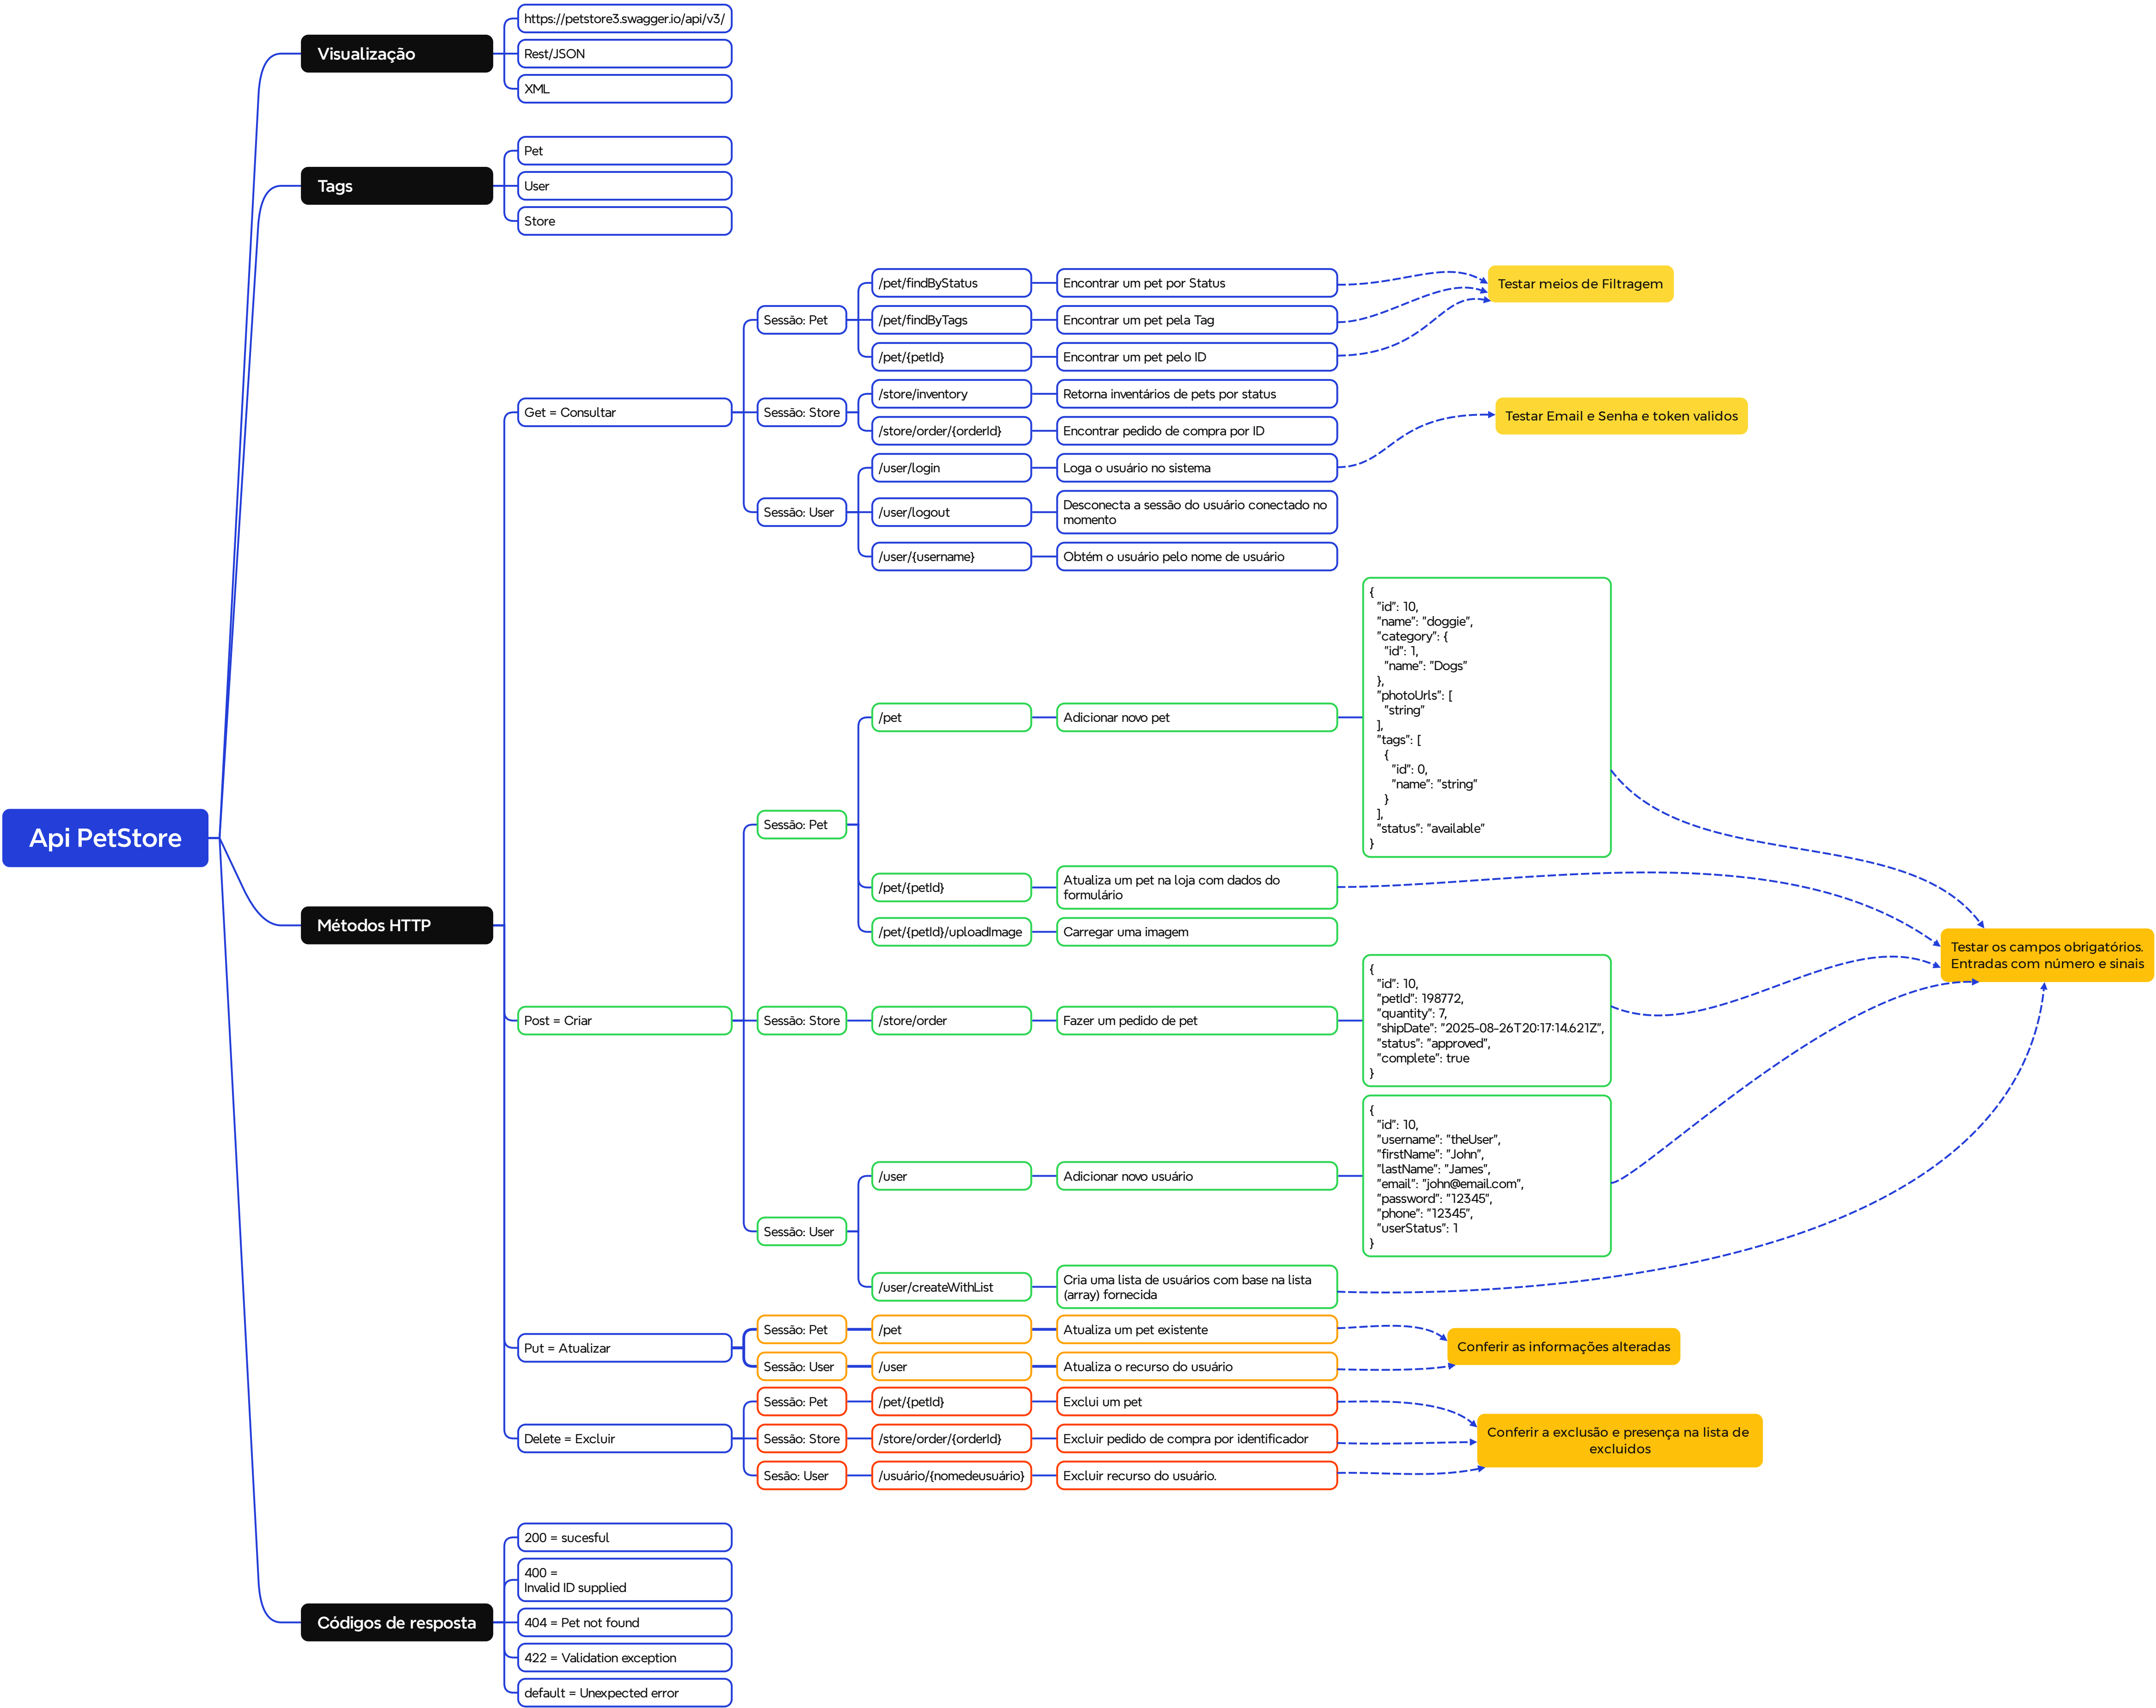 Api PetStore
Visualização
https://petstore3.swagger.io/api/v3/
Rest/JSON
XML
Tags
Pet
User
Store
Métodos HTTP
Get = Consultar
Sessão: Pet
/pet/findByStatus
Encontrar um pet por Status
/pet/findByTags
Encontrar um pet pela Tag
/pet/{petId}
Encontrar um pet pelo ID
Testar meios de Filtragem
Sessão: Store
/store/inventory
Retorna inventários de pets por status
/store/order/{orderId}
Encontrar pedido de compra por ID
Sessão: User
/user/login
Loga o usuário no sistema
Testar Email e Senha e token validos
/user/logout
Desconecta a sessão do usuário conectado no
momento
/user/{username}
Obtém o usuário pelo nome de usuário
Post = Criar
Sessão: Pet
/pet
Adicionar novo pet
{
"id": 10,
"name": "doggie",
"category": {
"id": 1,
"name": "Dogs"
},
"photoUrls": [
"string"
],
"tags": [
{
"id": 0,
"name": "string"
}
],
"status": "available"
}
/pet/{petId}
Atualiza um pet na loja com dados do
formulário
/pet/{petId}/uploadImage
Carregar uma imagem
Sessão: Store
/store/order
Fazer um pedido de pet
{
"id": 10,
"petId": 198772,
"quantity": 7,
"shipDate": "2025-08-26T20:17:14.621Z",
"status": "approved",
"complete": true
}
Sessão: User
/user
Adicionar novo usuário
{
"id": 10,
"username": "theUser",
"firstName": "John",
"lastName": "James",
"email": "john@email.com",
"password": "12345",
"phone": "12345",
"userStatus": 1
}
/user/createWithList
Cria uma lista de usuários com base na lista
(array) fornecida
Testar os campos obrigatórios.
Entradas com número e sinais
Put = Atualizar
Sessão: Pet
/pet
Atualiza um pet existente
Sessão: User
/user
Atualiza o recurso do usuário
Conferir as informações alteradas
Delete = Excluir
Sessão: Pet
/pet/{petId}
Exclui um pet
Sessão: Store
/store/order/{orderId}
Excluir pedido de compra por identificador
Sesão: User
/usuário/{nomedeusuário}
Excluir recurso do usuário.
Conferir a exclusão e presença na lista de
excluidos
Códigos de resposta
200 = sucesful
400 =
Invalid ID supplied
404 = Pet not found
422 = Validation exception
default = Unexpected error